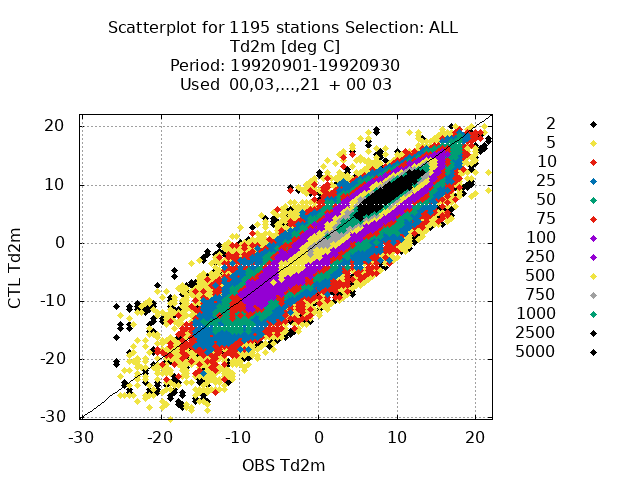 Scatterplot for 1195 stations Selection: ALL
Td2m [deg C]
Period: 19920901-19920930
Used 00,03,...,21 + 00 03
20
10
0
-10
-20
-30
-30 -20 -10 0 10 20
CTL Td2m
OBS Td2m
2
5
10
25
50
75
100
250
500
750
1000
2500
5000